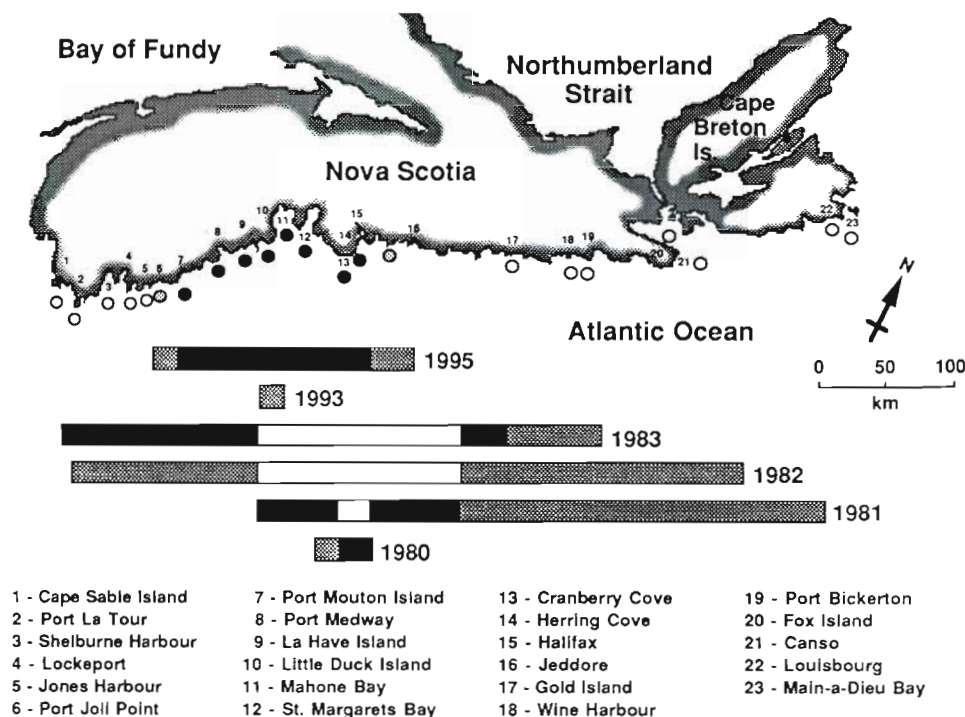 Bay of Fundy
Northumberland
Strait
Cape
Breton
Is.
Nova Scotia
Atlantic Ocean
N
0 50 100
km
1
2
3
4
5
6
7
8
9
10
11
12
13
14
15
16
17
18
19
20
21
22
23
1995
1993
1983
1982
1981
1980
1 - Cape Sable Island
2 - Port La Tour
3 - Shelburne Harbour
4 - Lockeport
5 - Jones Harbour
6 - Port Joli Point
7 - Port Mouton Island
8 - Port Medway
9 - La Have Island
10 - Little Duck Island
11 - Mahone Bay
12 - St. Margarets Bay
13 - Cranberry Cove
14 - Herring Cove
15 - Halifax
16 - Jeddore
17 - Gold Island
18 - Wine Harbour
19 - Port Bickerton
20 - Fox Island
21 - Canso
22 - Louisbourg
23 - Main-a-Dieu Bay